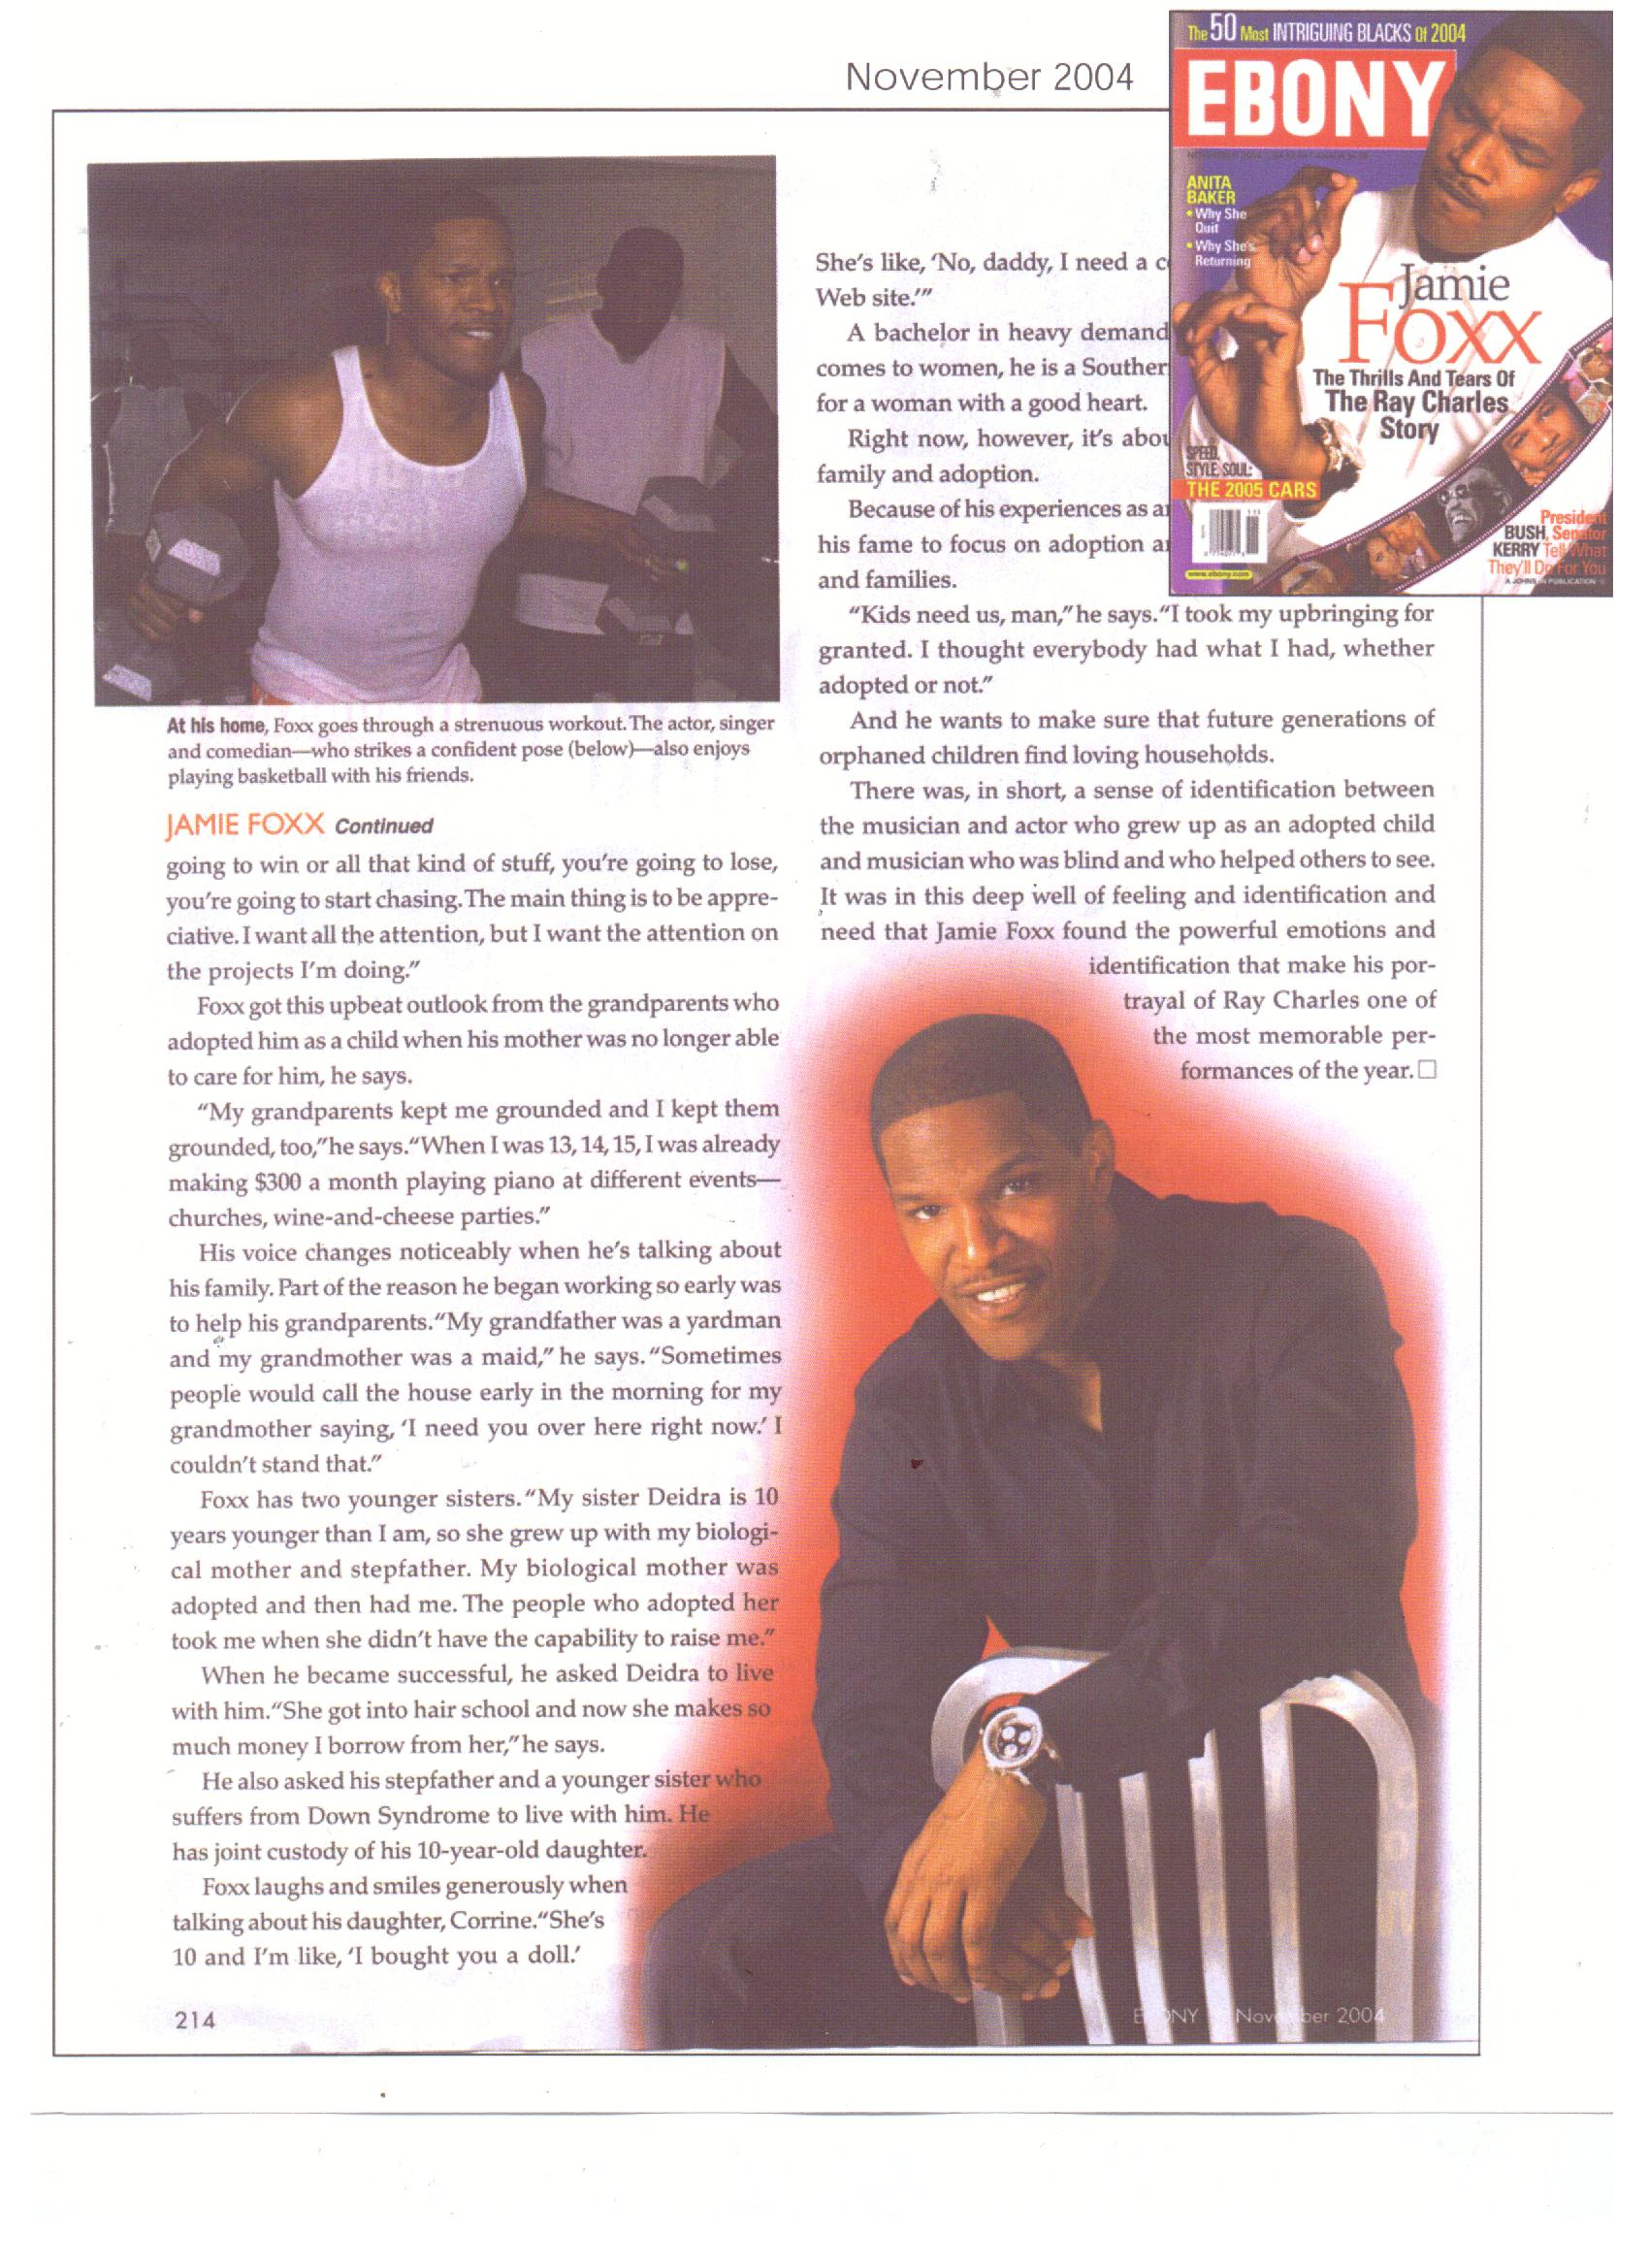 November 2004
The 50 Most INTRIGUING BLACKS Of 2004
EBONY
ANITA
BAKER
• Why She
Quit
• Why She's
Returning
Jamie
Foxx
The Thrills And Tears Of
The Ray Charles
Story
SPEED,
STYLE, SOUL:
THE 2005 CARS
www.ebony.com
President
BUSH, Senator
KERRY Tell What
They'll Do For You
A JOHNSON PUBLICATION
At his home, Foxx goes through a strenuous workout. The actor, singer
and comedian—who strikes a confident pose (below)—also enjoys
playing basketball with his friends.
JAMIE FOXX Continued
going to win or all that kind of stuff, you're going to lose,
you're going to start chasing. The main thing is to be appre-
ciative. I want all the attention, but I want the attention on
the projects I'm doing."
Foxx got this upbeat outlook from the grandparents who
adopted him as a child when his mother was no longer able
to care for him, he says.
"My grandparents kept me grounded and I kept them
grounded, too," he says. "When I was 13, 14, 15, I was already
making $300 a month playing piano at different events—
churches, wine-and-cheese parties."
His voice changes noticeably when he's talking about
his family. Part of the reason he began working so early was
to help his grandparents. "My grandfather was a yardman
and my grandmother was a maid," he says. "Sometimes
people would call the house early in the morning for my
grandmother saying, 'I need you over here right now.' I
couldn't stand that."
Foxx has two younger sisters. "My sister Deidra is 10
years younger than I am, so she grew up with my biologi-
cal mother and stepfather. My biological mother was
adopted and then had me. The people who adopted her
took me when she didn't have the capability to raise me."
When he became successful, he asked Deidra to live
with him. "She got into hair school and now she makes so
much money I borrow from her," he says.
He also asked his stepfather and a younger sister who
suffers from Down Syndrome to live with him. He
has joint custody of his 10-year-old daughter.
Foxx laughs and smiles generously when
talking about his daughter, Corrine. "She's
10 and I'm like, 'I bought you a doll.'
She's like, 'No, daddy, I need a c
Web site.'"
A bachelor in heavy demand
comes to women, he is a Souther
for a woman with a good heart.
Right now, however, it's abou
family and adoption.
Because of his experiences as a
his fame to focus on adoption a
and families.
"Kids need us, man," he says. "I took my upbringing for
granted. I thought everybody had what I had, whether
adopted or not."
And he wants to make sure that future generations of
orphaned children find loving households.
There was, in short, a sense of identification between
the musician and actor who grew up as an adopted child
and musician who was blind and who helped others to see.
It was in this deep well of feeling and identification and
need that Jamie Foxx found the powerful emotions and
identification that make his por-
trayal of Ray Charles one of
the most memorable per-
formances of the year. □
214
EBONY November 2004